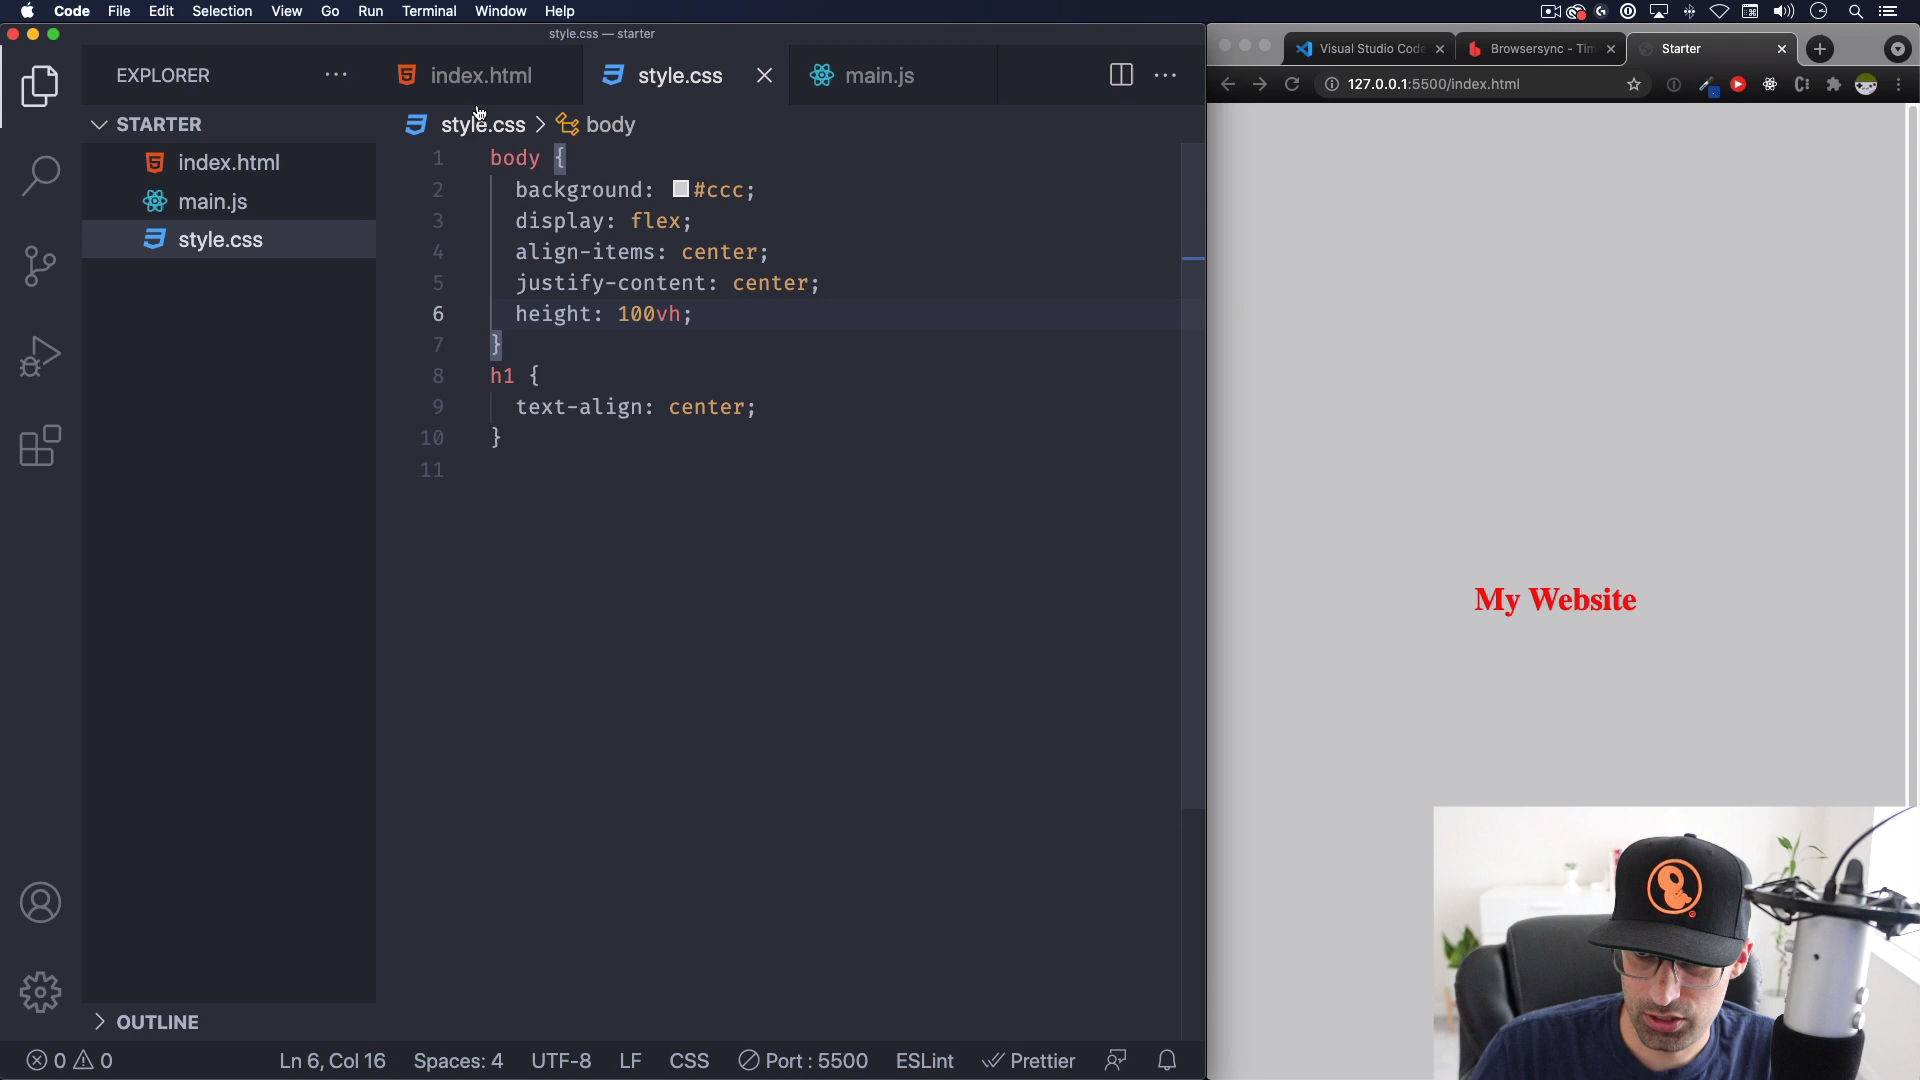 Code File Edit Selection View Go Run Terminal Window Help
style.css — starter
EXPLORER
index.html
style.css
main.js
STARTER
index.html
main.js
style.css
style.css > body
1 body {
2 background: #ccc;
3 display: flex;
4 align-items: center;
5 justify-content: center;
6 height: 100vh;
7 }
8 h1 {
9 text-align: center;
10 }
11
OUTLINE
0 0 Ln 6, Col 16 Spaces: 4 UTF-8 LF CSS Port : 5500 ESLint Prettier
Visual Studio Code
Browsersync - Tim
Starter
127.0.0.1:5500/index.html
My Website